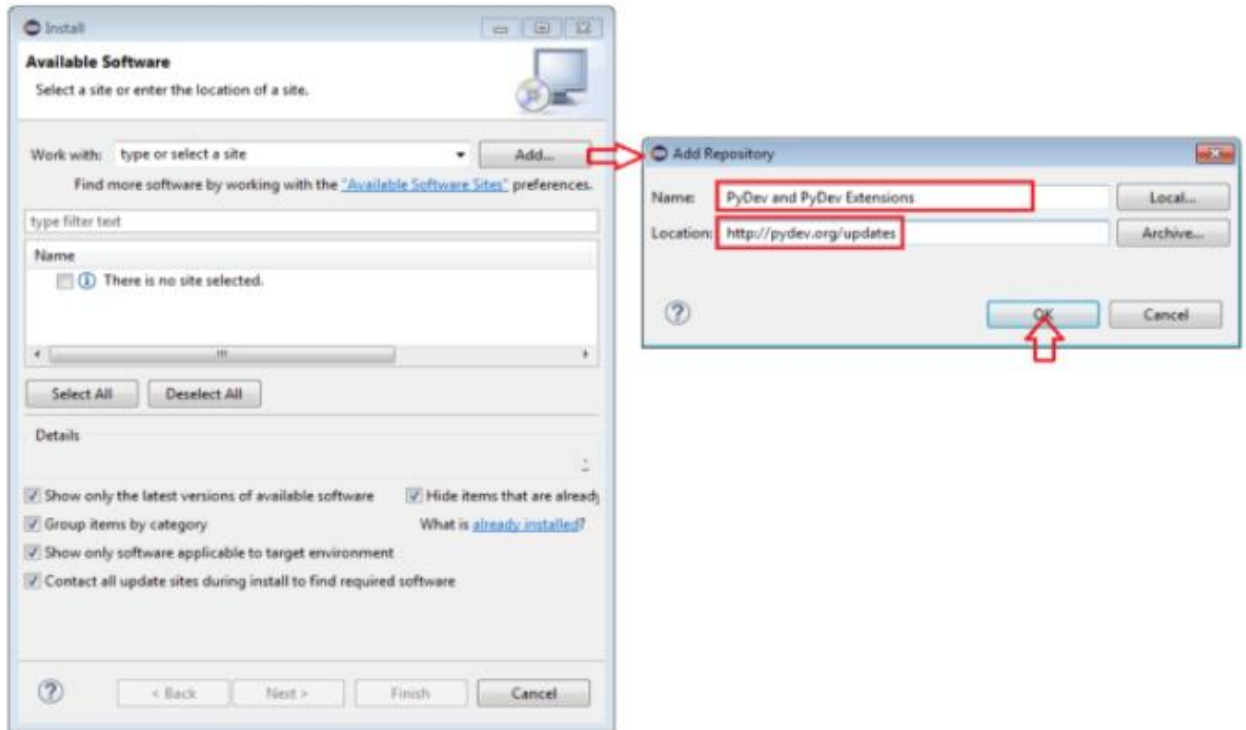 Install
Available Software
Select a site or enter the location of a site.
Work with: type or select a site Add...
Find more software by working with the "Available Software Sites" preferences.
type filter text
Name
There is no site selected.
Select All Deselect All
Details
Show only the latest versions of available software Hide items that are already
Group items by category What is already installed?
Show only software applicable to target environment
Contact all update sites during install to find required software
< Back Next > Finish Cancel
Add Repository
Name: PyDev and PyDev Extensions Local...
Location: http://pydev.org/updates Archive...
OK Cancel